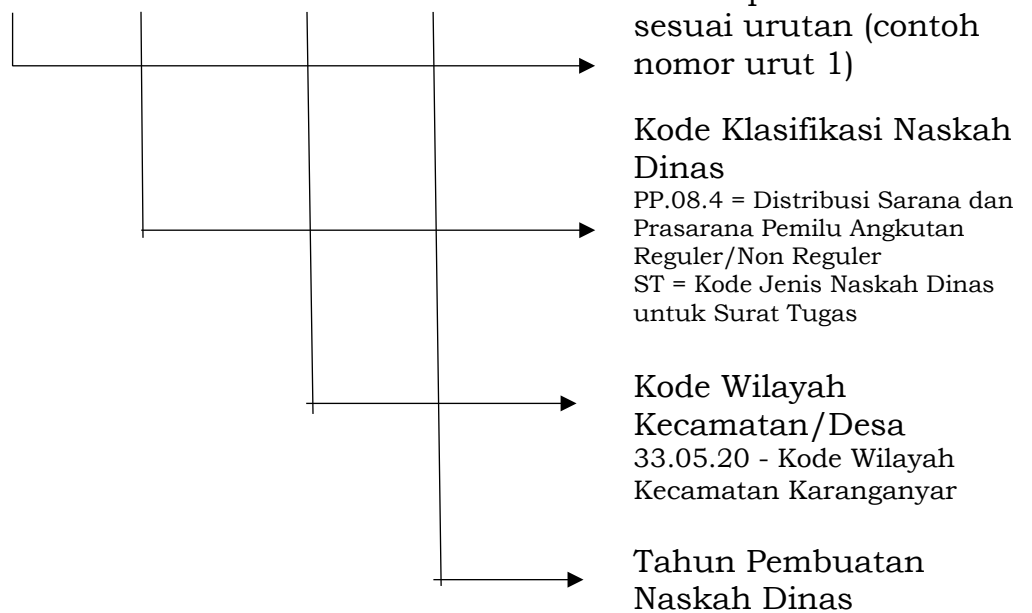 sesuai urutan (contoh
nomor urut 1)
Kode Klasifikasi Naskah
Dinas
PP.08.4 = Distribusi Sarana dan
Prasarana Pemilu Angkutan
Reguler/Non Reguler
ST = Kode Jenis Naskah Dinas
untuk Surat Tugas
Kode Wilayah
Kecamatan/Desa
33.05.20 - Kode Wilayah
Kecamatan Karanganyar
Tahun Pembuatan
Naskah Dinas